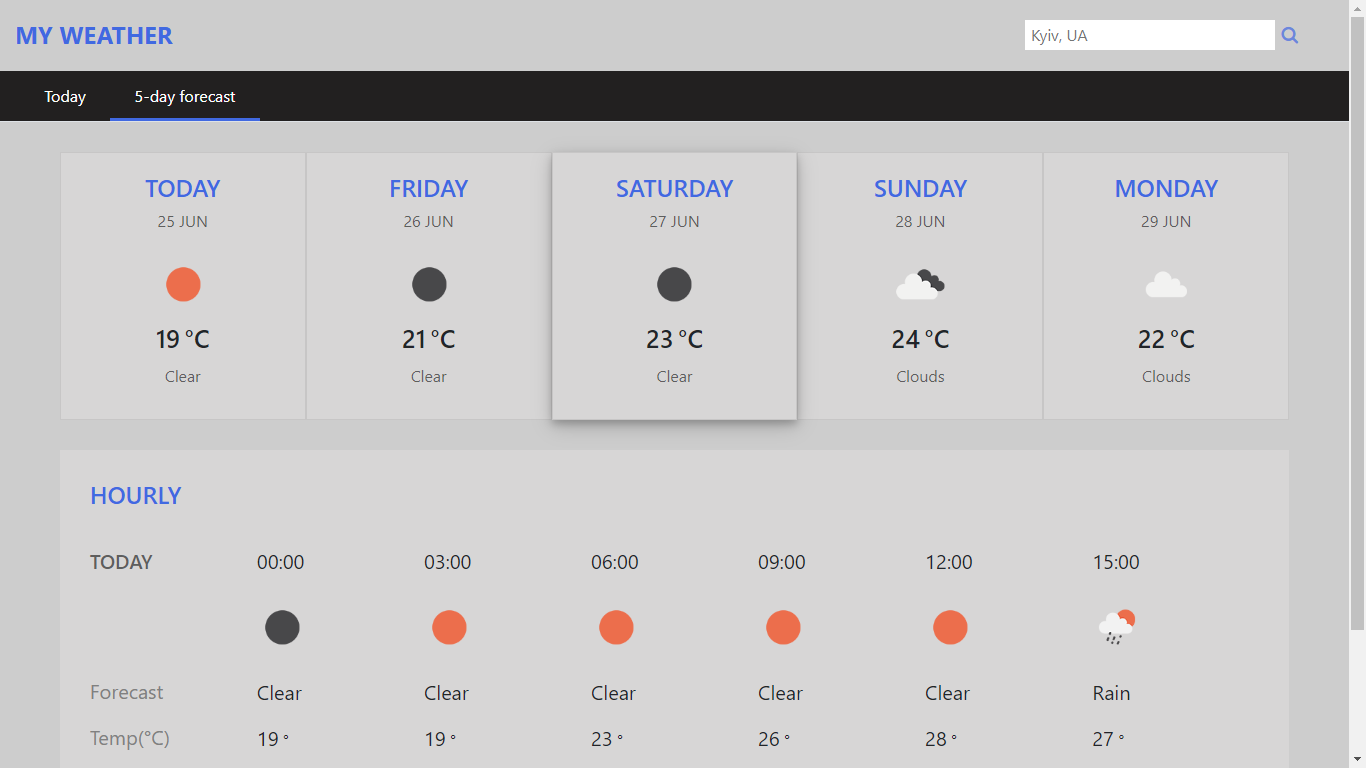 MY WEATHER
Kyiv, UA
Today 5-day forecast
TODAY FRIDAY SATURDAY SUNDAY MONDAY
25 JUN 26 JUN 27 JUN 28 JUN 29 JUN
19 °C 21 °C 23 °C 24 °C 22 °C
Clear Clear Clear Clouds Clouds
HOURLY
TODAY 00:00 03:00 06:00 09:00 12:00 15:00
Forecast Clear Clear Clear Clear Clear Rain
Temp(°C) 19 ° 19 ° 23 ° 26 ° 28 ° 27 °